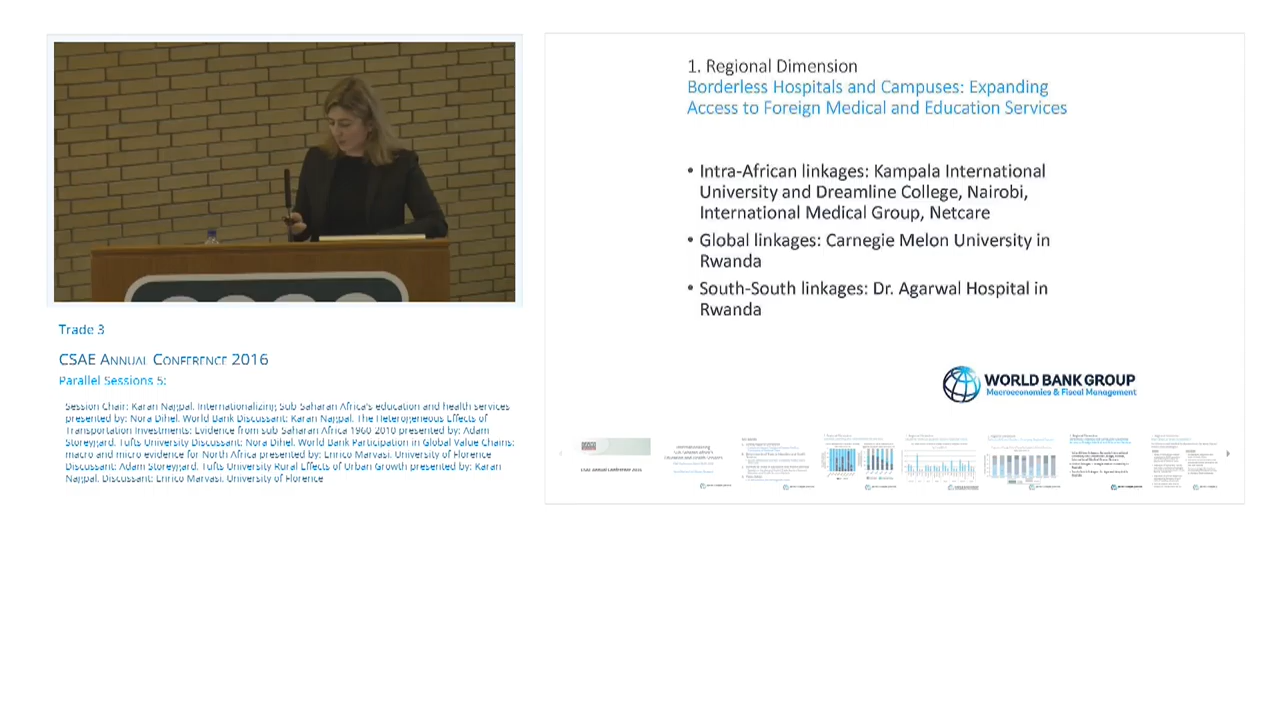 Trade 3
CSAE ANNUAL CONFERENCE 2016
Parallel Sessions 5:
Session Chair: Karan Nagpal. Internationalizing Sub Saharan Africa's education and health services
presented by: Nora Dihel, World Bank Discussant: Karan Nagpal. The Heterogeneous Effects of
Transportation Investments: Evidence from sub Saharan Africa 1960 2010 presented by: Adam
Storeygard, Tufts University Discussant: Nora Dihel, World Bank Participation in Global Value Chains:
macro and micro evidence for North Africa presented by: Enrico Marvasi, University of Florence
Discussant: Adam Storeygard, Tufts University Rural Effects of Urban Growth presented by: Karan
Nagpal, Discussant: Enrico Marvasi, University of Florence
1. Regional Dimension
Borderless Hospitals and Campuses: Expanding
Access to Foreign Medical and Education Services
• Intra-African linkages: Kampala International
University and Dreamline College, Nairobi,
International Medical Group, Netcare
• Global linkages: Carnegie Melon University in
Rwanda
• South-South linkages: Dr. Agarwal Hospital in
Rwanda
WORLD BANK GROUP
Macroeconomics & Fiscal Management
CSAE Annual Conference 2016